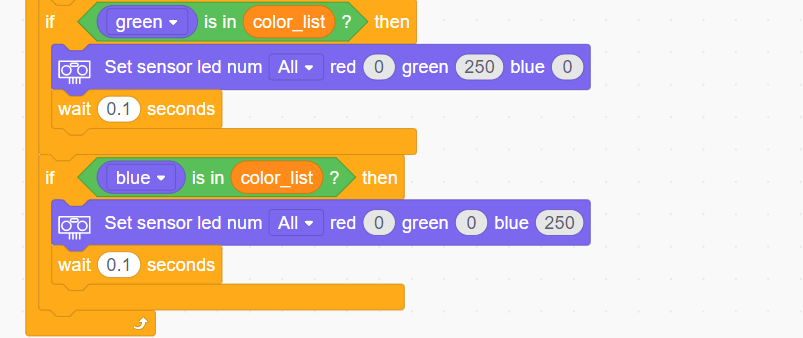 if green is in color_list ? then
Set sensor led num All red 0 green 250 blue 0
wait 0.1 seconds
if blue is in color_list ? then
Set sensor led num All red 0 green 0 blue 250
wait 0.1 seconds